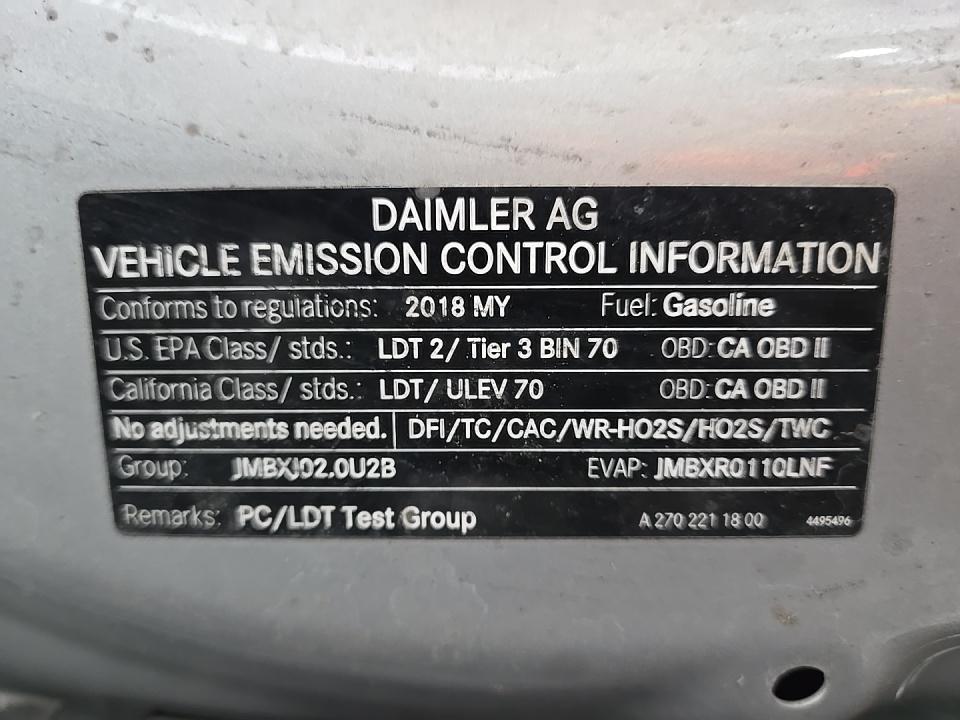 DAIMLER AG
VEHICLE EMISSION CONTROL INFORMATION
Conforms to regulations: 2018 MY Fuel: Gasoline
U.S. EPA Class/ stds.: LDT 2/ Tier 3 BIN 70 OBD: CA OBD II
California Class/ stds.: LDT/ ULEV 70 OBD: CA OBD II
No adjustments needed. DFI/TC/CAC/WR-HO2S/HO2S/TWC
Group: JMBXJ02.0U2B EVAP: JMBXR0110LNF
Remarks: PC/LDT Test Group A 270 221 18 00 4495496